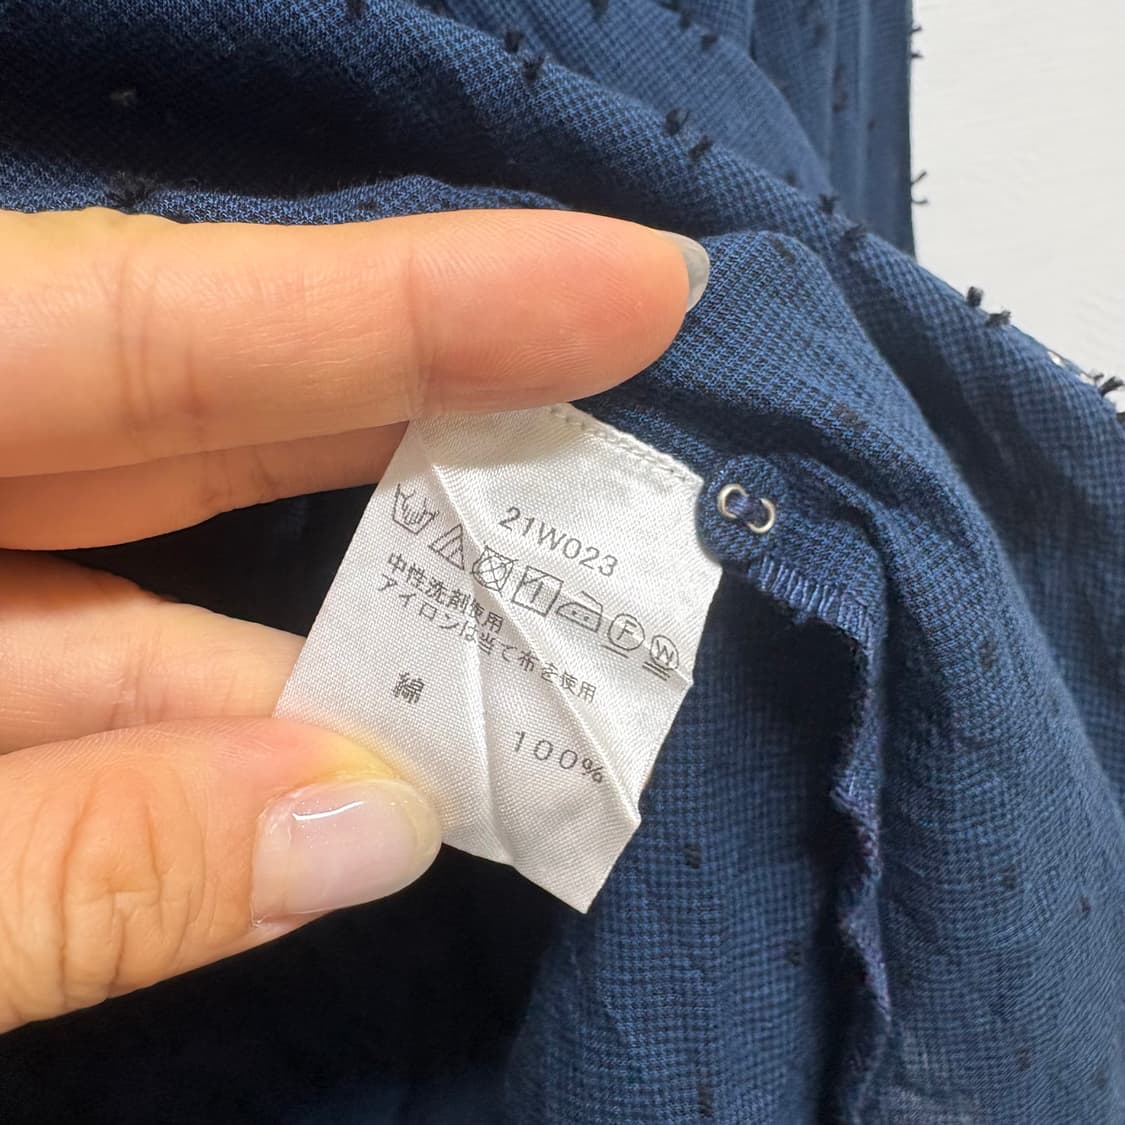 21W023
F W
中性洗剤使用
アイロンは当て布を使用
綿 100%